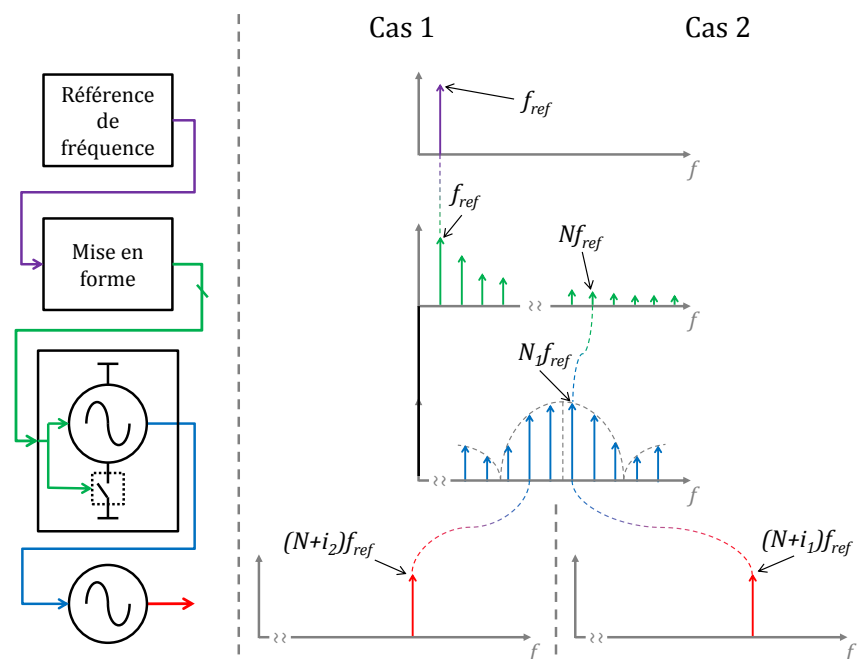 Cas 1
Cas 2
Référence
de
fréquence
f_ref
f
Mise en
forme
f_ref
Nf_ref
f
N_1f_ref
f
(N+i_2)f_ref
(N+i_1)f_ref
f
f